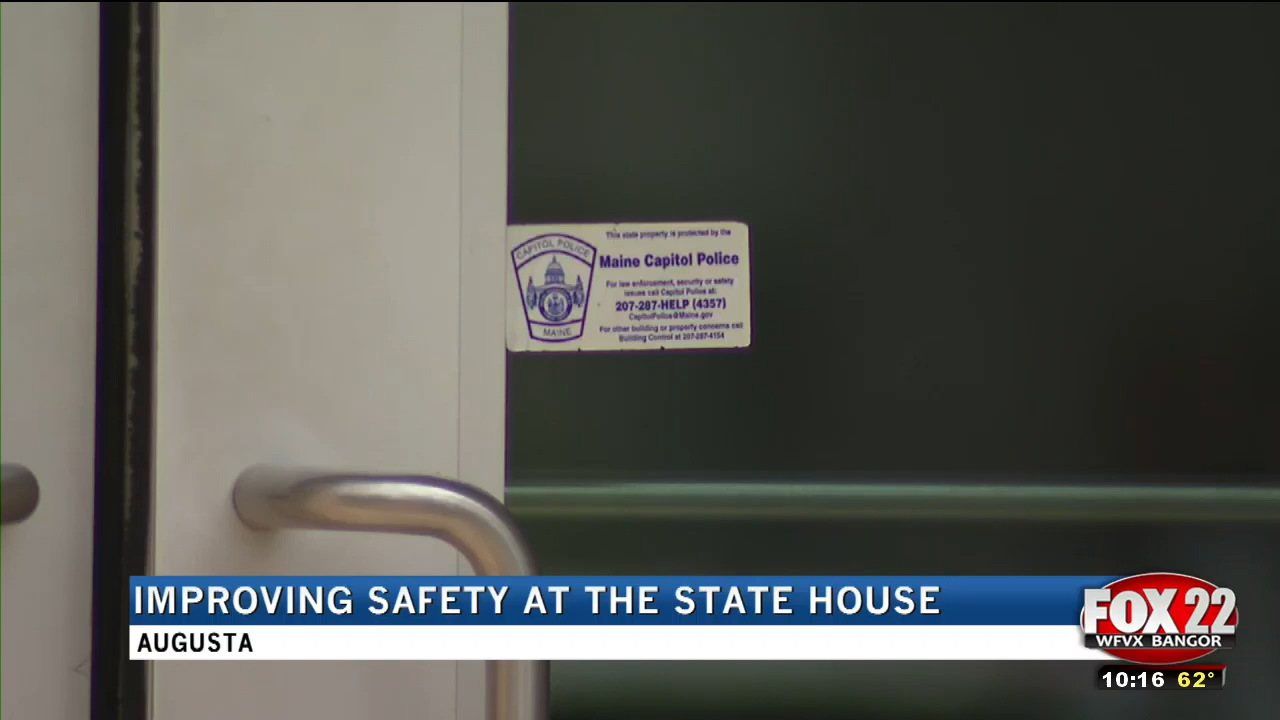 CAPITOL POLICE
MAINE
This state property is protected by the
Maine Capitol Police
For law enforcement, security or safety
issues call Capitol Police at:
207-287-HELP (4357)
CapitolPolice@Maine.gov
For other building or property concerns call
Building Control at 207-287-4154
IMPROVING SAFETY AT THE STATE HOUSE
AUGUSTA
FOX 22
WFVX BANGOR
10:16 62°